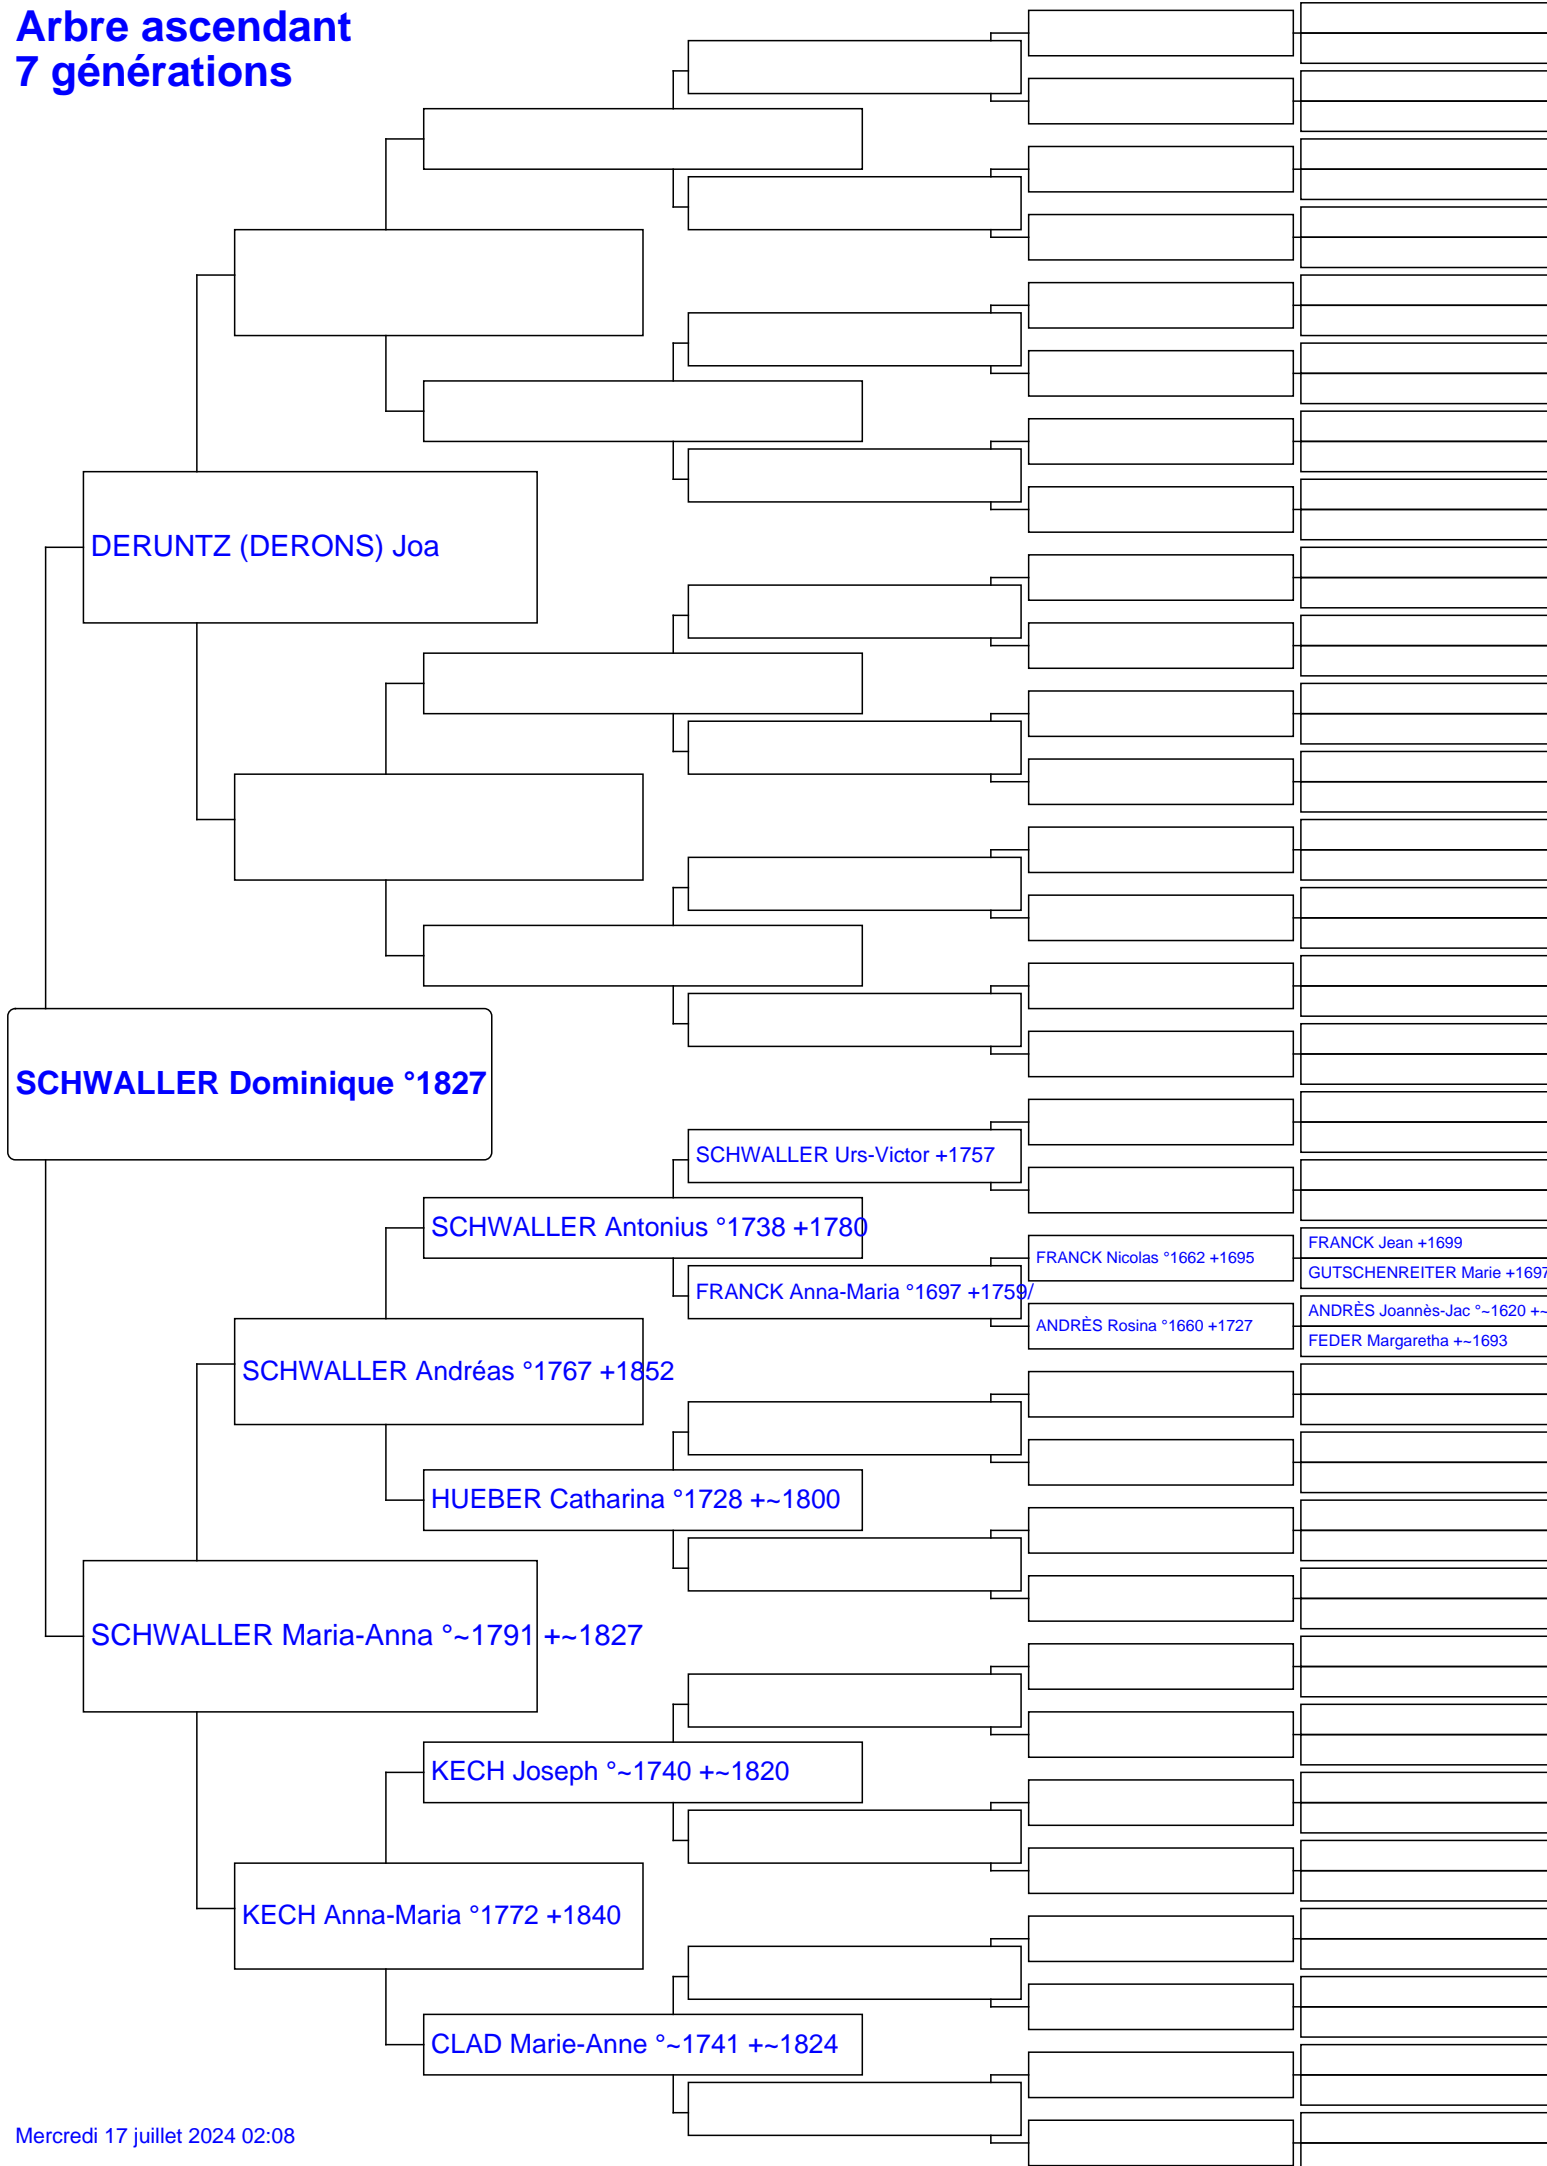 Arbre ascendant
7 générations
DERUNTZ (DERONS) Joa
SCHWALLER Dominique °1827
SCHWALLER Urs-Victor +1757
SCHWALLER Antonius °1738 +1780
FRANCK Nicolas °1662 +1695
FRANCK Jean +1699
GUTSCHENREITER Marie +1697
FRANCK Anna-Maria °1697 +1759/
ANDRÈS Rosina °1660 +1727
ANDRÈS Joannès-Jac °~1620 +~
FEDER Margaretha +~1693
SCHWALLER Andréas °1767 +1852
HUEBER Catharina °1728 +~1800
SCHWALLER Maria-Anna °~1791 +~1827
KECH Joseph °~1740 +~1820
KECH Anna-Maria °1772 +1840
CLAD Marie-Anne °~1741 +~1824
Mercredi 17 juillet 2024 02:08